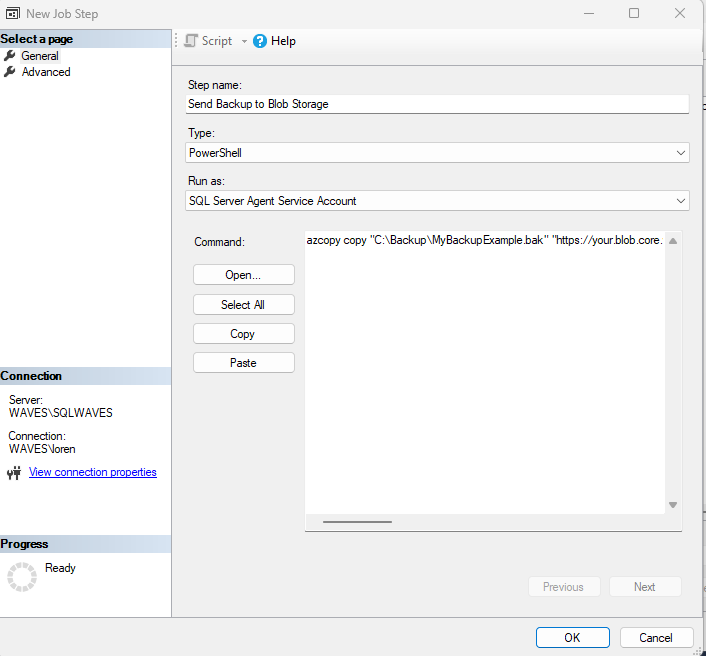 New Job Step
Select a page
General
Advanced
Script
Help
Step name:
Send Backup to Blob Storage
Type:
PowerShell
Run as:
SQL Server Agent Service Account
Command:
azcopy copy "C:\Backup\MyBackupExample.bak" "https://your.blob.core.
Open...
Select All
Copy
Paste
Connection
Server:
WAVES\SQLWAVES
Connection:
WAVES\loren
View connection properties
Progress
Ready
Previous
Next
OK
Cancel